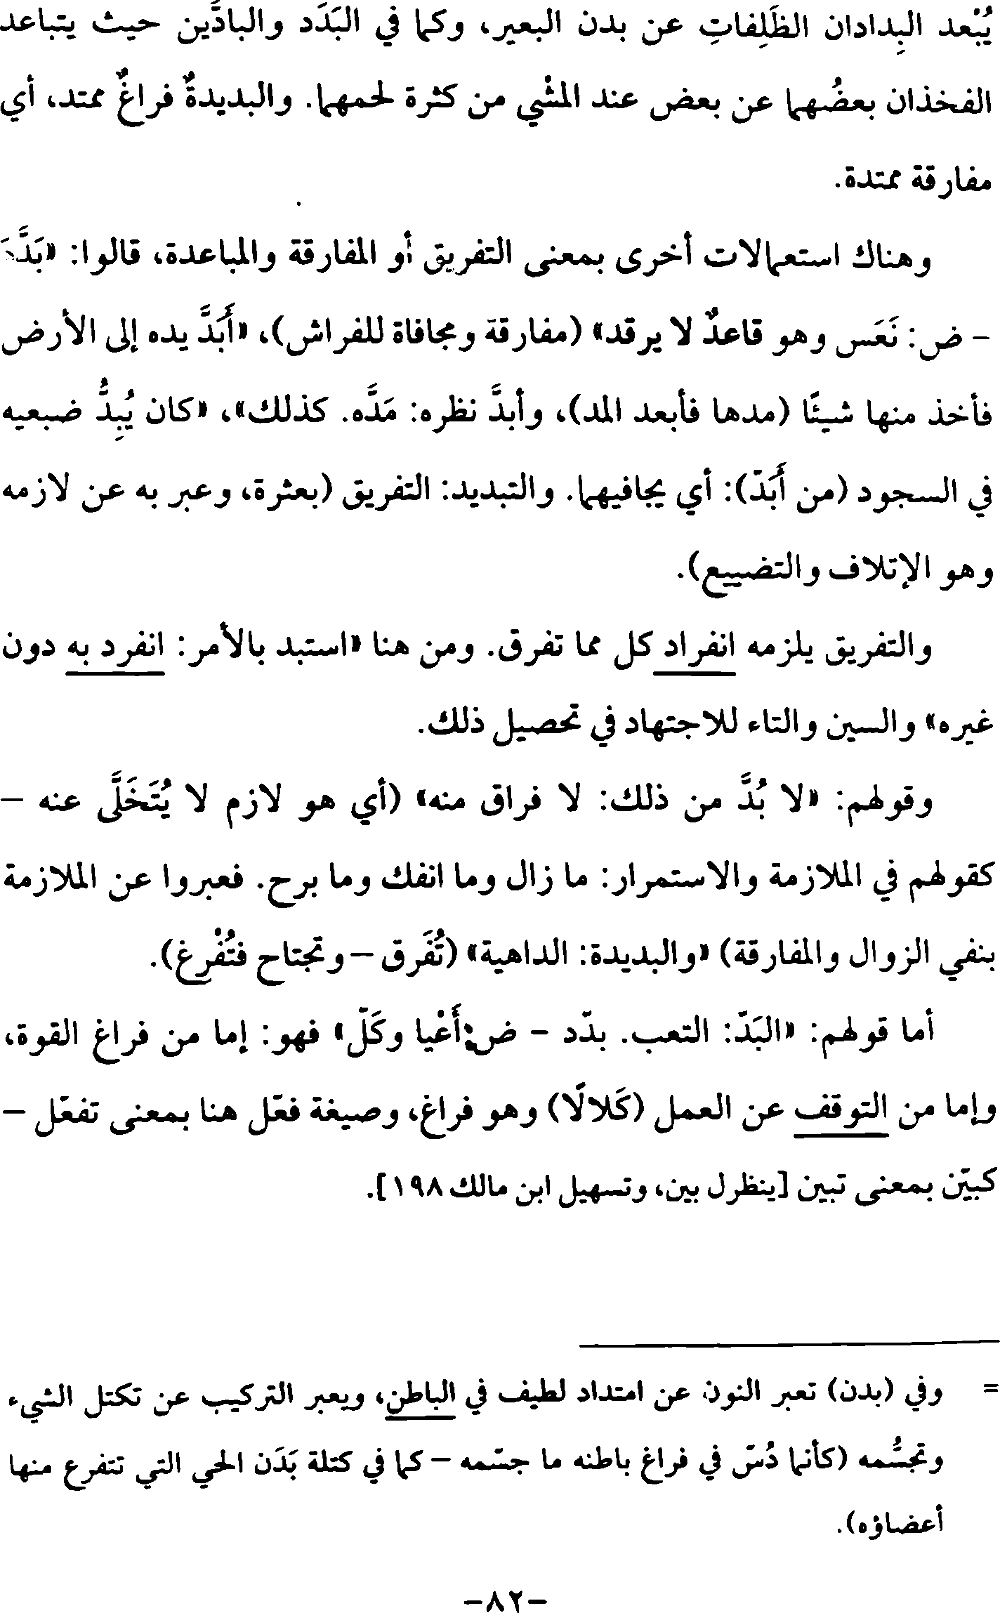 يُبْعد البِدادان الظَلِفاتِ عن بدن البعير، وكما في البَدَد والبادَّين حيث يتباعد
الفخذان بعضُهما عن بعض عند المشْي من كثرة لحمهما. والبديدةُ فراغٌ ممتد، أي
مفارقة ممتدة.
وهناك استعمالات أخرى بمعنى التفريق أو المفارقة والمباعدة، قالوا: «بَدَّدَ
– ض: نَعَس وهو قاعدٌ لا يرقد» (مفارقة ومجافاة للفراش)، «أَبَدَّ يده إلى الأرض
فأخذ منها شيئًا (مدها فأبعد المد)، وأبدَّ نظره: مَدَّه. كذلك»، «كان يُبِدُّ ضبعيه
في السجود (من أَبَدّ): أي يجافيهما. والتبديد: التفريق (بعثرة، وعبر به عن لازمه
وهو الإتلاف والتضييع).
والتفريق يلزمه انفراد كل مما تفرق. ومن هنا «استبد بالأمر: انفرد به دون
غيره» والسين والتاء للاجتهاد في تحصيل ذلك.
وقولهم: «لا بُدَّ من ذلك: لا فراق منه» (أي هو لازم لا يُتَخَلَّى عنه –
كقولهم في الملازمة والاستمرار: ما زال وما انفك وما برح. فعبروا عن الملازمة
بنفي الزوال والمفارقة) «والبديدة: الداهية» (تُفَرق – وتجتاح فتُفْرِغ).
أما قولهم: «البَدّ: التعب. بدّد – ض: أَعْيا وكَلّ» فهو: إما من فراغ القوة،
وإما من التوقف عن العمل (كَلالًا) وهو فراغ، وصيغة فعّل هنا بمعنى تفعّل –
كبيّن بمعنى تبين [ينظر ل بين، وتسهيل ابن مالك ١٩٨].
= وفي (بدن) تعبر النون عن امتداد لطيف في الباطن، ويعبر التركيب عن تكتل الشيء
وتجسُّمه (كأنما دُسّ في فراغ باطنه ما جسّمه – كما في كتلة بَدَن الحي التي تتفرع منها
أعضاؤه).
–٨٢–